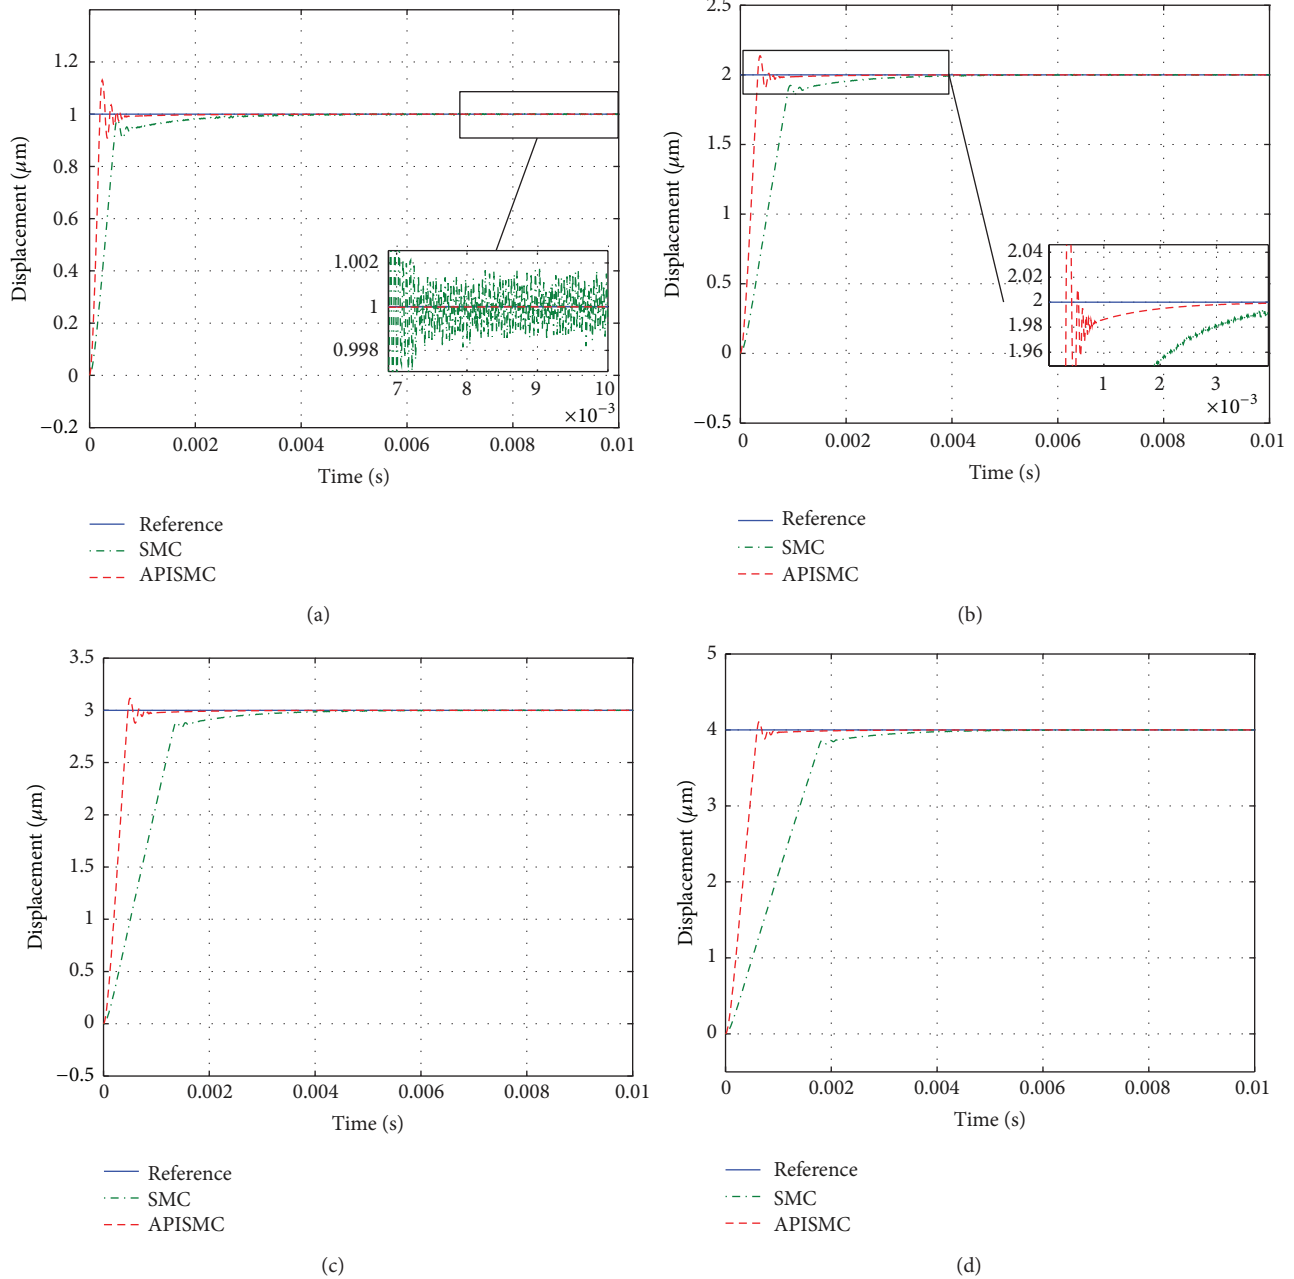 1.2
1
0.8
0.6
0.4
0.2
0
−0.2
Displacement (μm)
1.002
1
0.998
7 8 9 10
×10−3
0 0.002 0.004 0.006 0.008 0.01
Time (s)
Reference
SMC
APISMC
(a)
2.5
2
1.5
1
0.5
0
−0.5
Displacement (μm)
2.04
2.02
2
1.98
1.96
1 2 3
×10−3
0 0.002 0.004 0.006 0.008 0.01
Time (s)
Reference
SMC
APISMC
(b)
3.5
3
2.5
2
1.5
1
0.5
0
−0.5
Displacement (μm)
0 0.002 0.004 0.006 0.008 0.01
Time (s)
Reference
SMC
APISMC
(c)
5
4
3
2
1
0
Displacement (μm)
0 0.002 0.004 0.006 0.008 0.01
Time (s)
Reference
SMC
APISMC
(d)